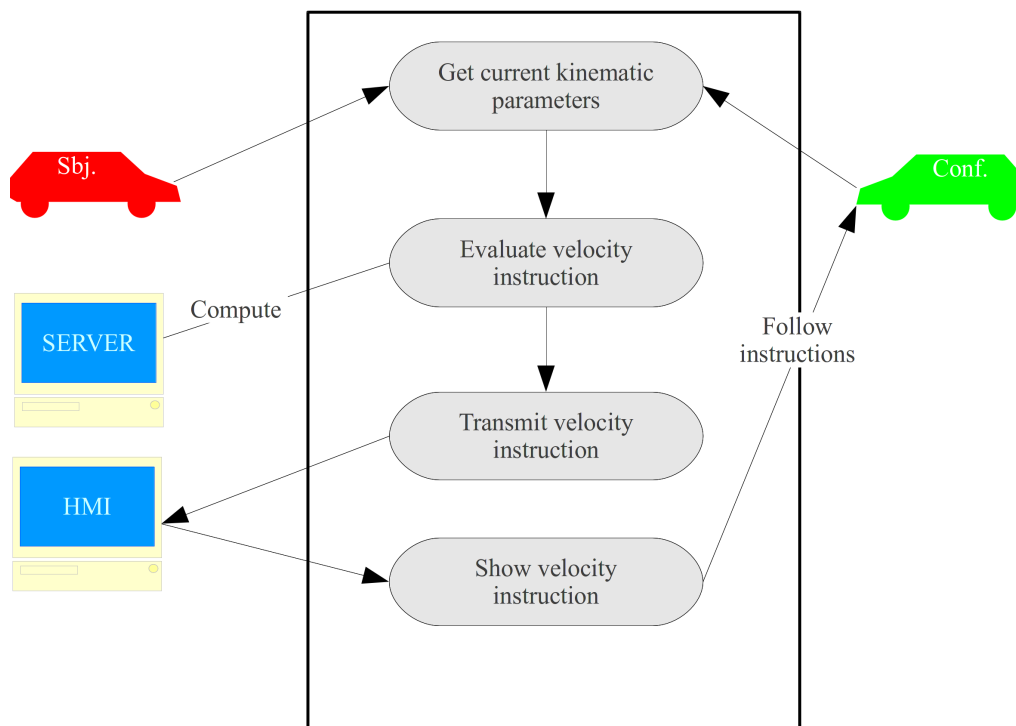 Get current kinematic
parameters
Sbj.
Conf.
Evaluate velocity
instruction
Compute
SERVER
Follow
instructions
Transmit velocity
instruction
HMI
Show velocity
instruction